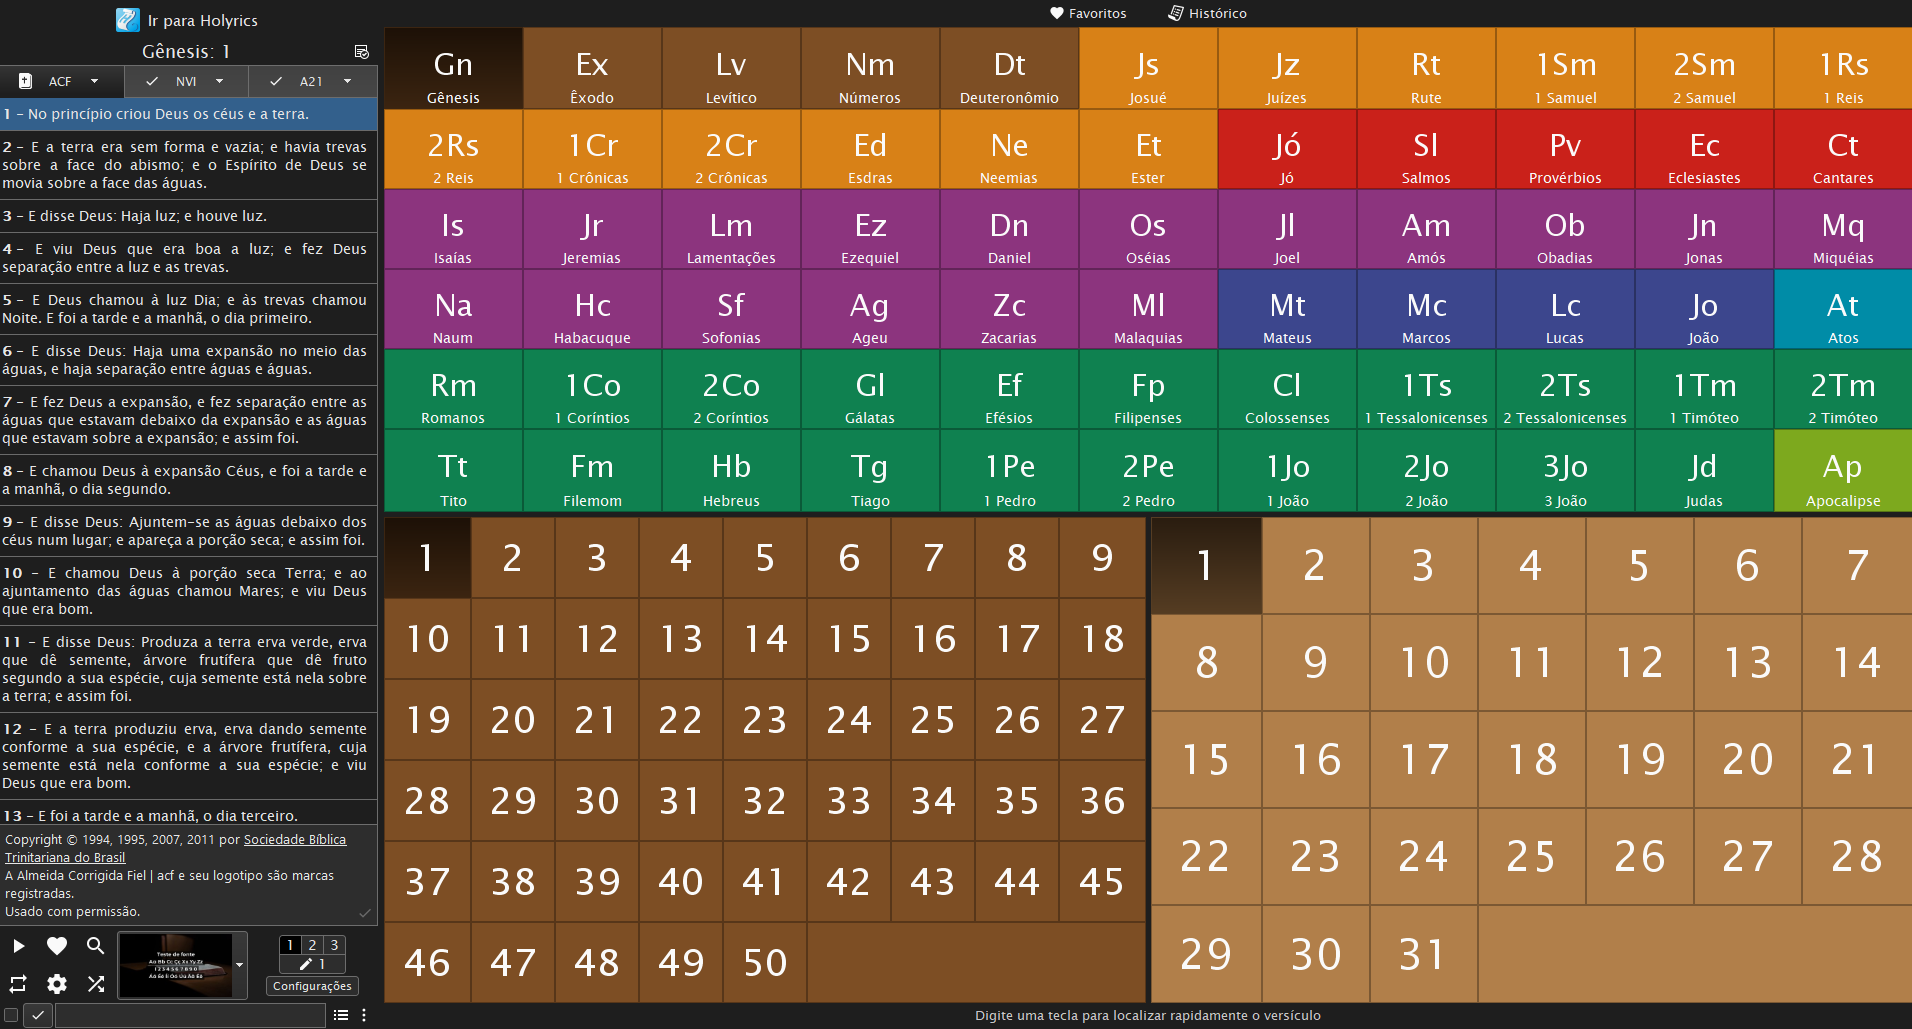 Ir para Holyrics
Gênesis: 1
ACF NVI A21
1 - No princípio criou Deus os céus e a terra.
2 - E a terra era sem forma e vazia; e havia trevas
sobre a face do abismo; e o Espírito de Deus se
movia sobre a face das águas.
3 - E disse Deus: Haja luz; e houve luz.
4 - E viu Deus que era boa a luz; e fez Deus
separação entre a luz e as trevas.
5 - E Deus chamou à luz Dia; e às trevas chamou
Noite. E foi a tarde e a manhã, o dia primeiro.
6 - E disse Deus: Haja uma expansão no meio das
águas, e haja separação entre águas e águas.
7 - E fez Deus a expansão, e fez separação entre as
águas que estavam debaixo da expansão e as águas
que estavam sobre a expansão; e assim foi.
8 - E chamou Deus à expansão Céus, e foi a tarde e
a manhã, o dia segundo.
9 - E disse Deus: Ajuntem-se as águas debaixo dos
céus num lugar; e apareça a porção seca; e assim foi.
10 - E chamou Deus à porção seca Terra; e ao
ajuntamento das águas chamou Mares; e viu Deus
que era bom.
11 - E disse Deus: Produza a terra erva verde, erva
que dê semente, árvore frutífera que dê fruto
segundo a sua espécie, cuja semente está nela sobre
a terra; e assim foi.
12 - E a terra produziu erva, erva dando semente
conforme a sua espécie, e a árvore frutífera, cuja
semente está nela conforme a sua espécie; e viu
Deus que era bom.
13 - E foi a tarde e a manhã, o dia terceiro.
Copyright © 1994, 1995, 2007, 2011 por Sociedade Bíblica
Trinitariana do Brasil
A Almeida Corrigida Fiel | acf e seu logotipo são marcas
registradas.
Usado com permissão.
Teste de fonte
Aa Bb Cc Çç Xx Yy Zz
1 2 3 4 5 6 7 8 9 0
1 2 3
1
Configurações
Favoritos Histórico
Gn Ex Lv Nm Dt Js Jz Rt 1Sm 2Sm 1Rs
Gênesis Êxodo Levítico Números Deuteronômio Josué Juízes Rute 1 Samuel 2 Samuel 1 Reis
2Rs 1Cr 2Cr Ed Ne Et Jó Sl Pv Ec Ct
2 Reis 1 Crônicas 2 Crônicas Esdras Neemias Ester Jó Salmos Provérbios Eclesiastes Cantares
Is Jr Lm Ez Dn Os Jl Am Ob Jn Mq
Isaías Jeremias Lamentações Ezequiel Daniel Oséias Joel Amós Obadias Jonas Miquéias
Na Hc Sf Ag Zc Ml Mt Mc Lc Jo At
Naum Habacuque Sofonias Ageu Zacarias Malaquias Mateus Marcos Lucas João Atos
Rm 1Co 2Co Gl Ef Fp Cl 1Ts 2Ts 1Tm 2Tm
Romanos 1 Coríntios 2 Coríntios Gálatas Efésios Filipenses Colossenses 1 Tessalonicenses 2 Tessalonicenses 1 Timóteo 2 Timóteo
Tt Fm Hb Tg 1Pe 2Pe 1Jo 2Jo 3Jo Jd Ap
Tito Filemom Hebreus Tiago 1 Pedro 2 Pedro 1 João 2 João 3 João Judas Apocalipse
1 2 3 4 5 6 7 8 9
10 11 12 13 14 15 16 17 18
19 20 21 22 23 24 25 26 27
28 29 30 31 32 33 34 35 36
37 38 39 40 41 42 43 44 45
46 47 48 49 50
1 2 3 4 5 6 7
8 9 10 11 12 13 14
15 16 17 18 19 20 21
22 23 24 25 26 27 28
29 30 31
Digite uma tecla para localizar rapidamente o versículo